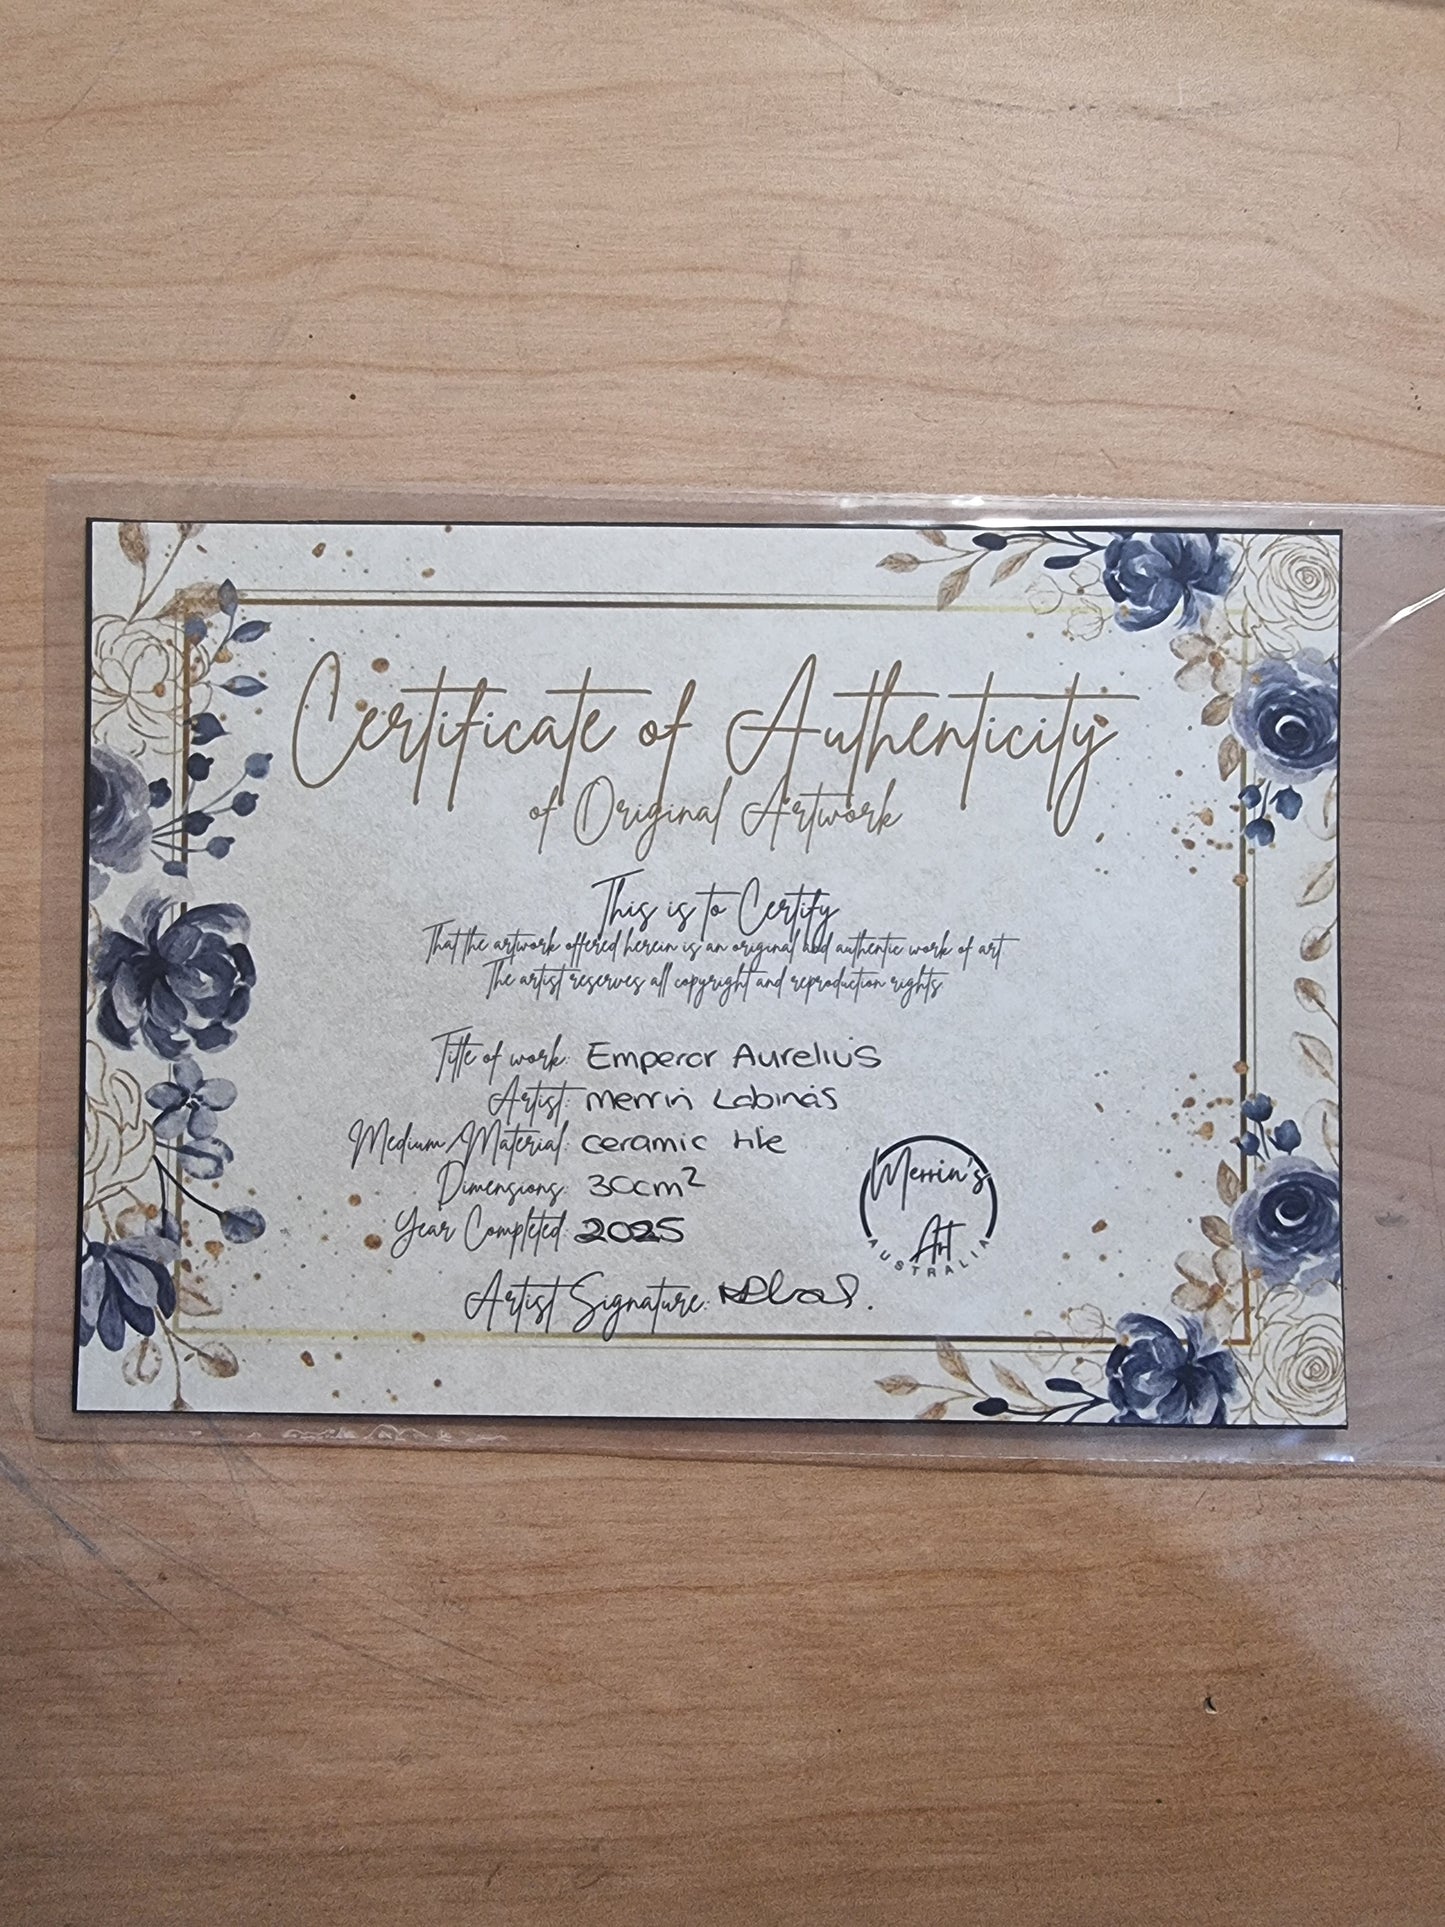 Certificate of Authenticity
of Original Artwork
This is to Certify
That the artwork offered herein is an original and authentic work of art.
The artist reserves all copyright and reproduction rights.
Title of work: Emperor Aurelius
Artist: Merrin Labinas
Medium/Material: ceramic tile
Dimensions: 30cm²
Year Completed: 2025
Merrin's
Art
AUSTRALIA
Artist Signature: